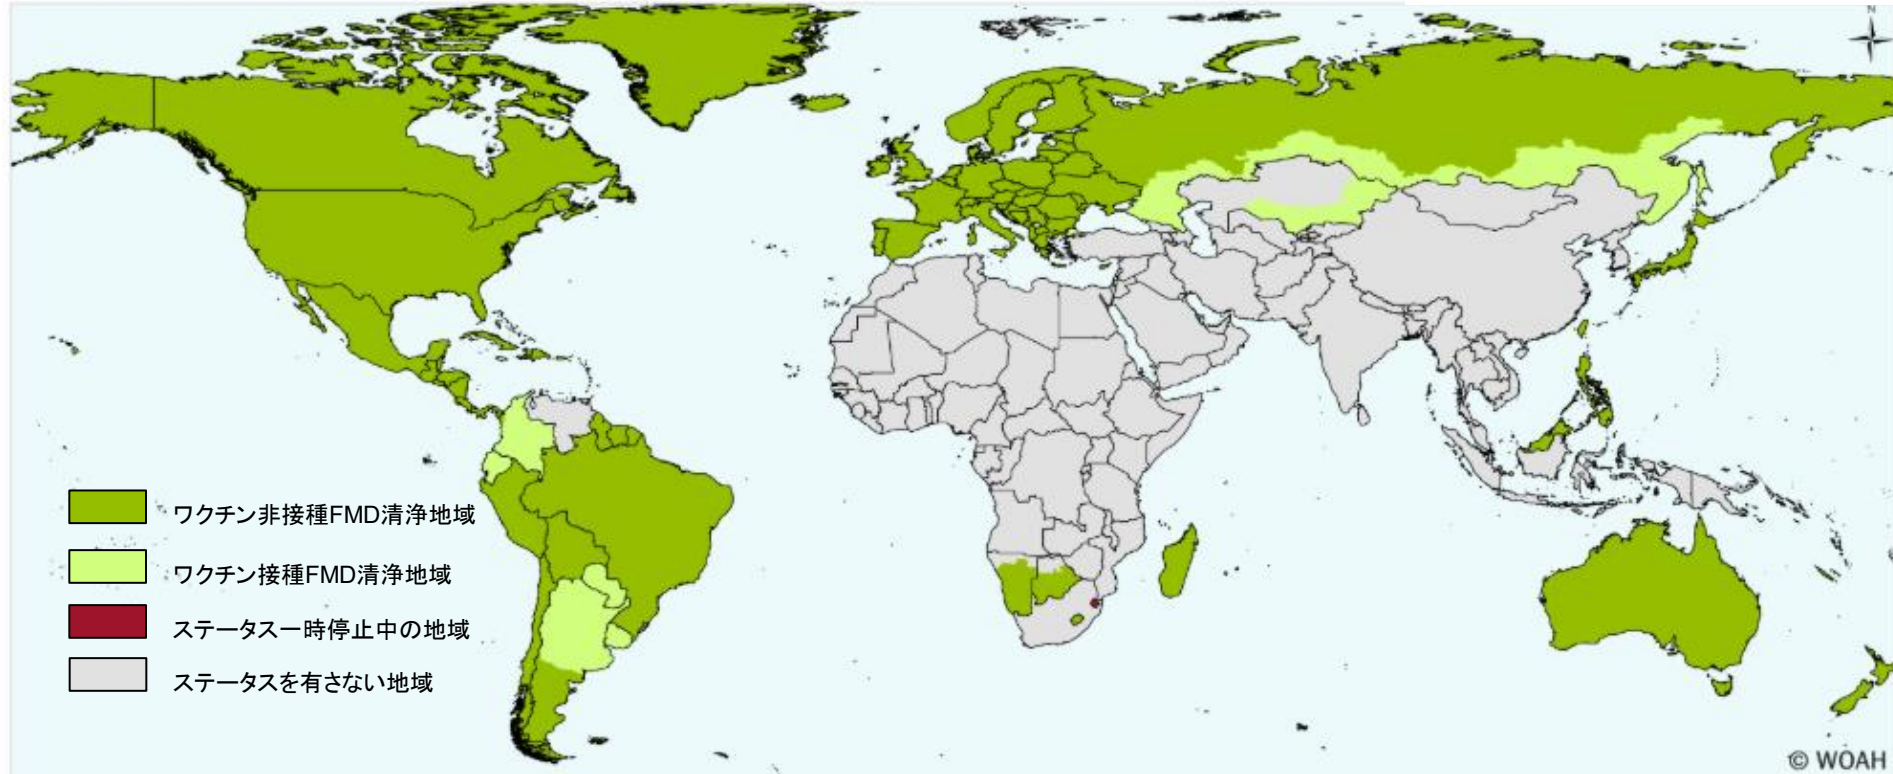 N
ワクチン非接種FMD清浄地域
ワクチン接種FMD清浄地域
ステータス一時停止中の地域
ステータスを有さない地域
© WOAH